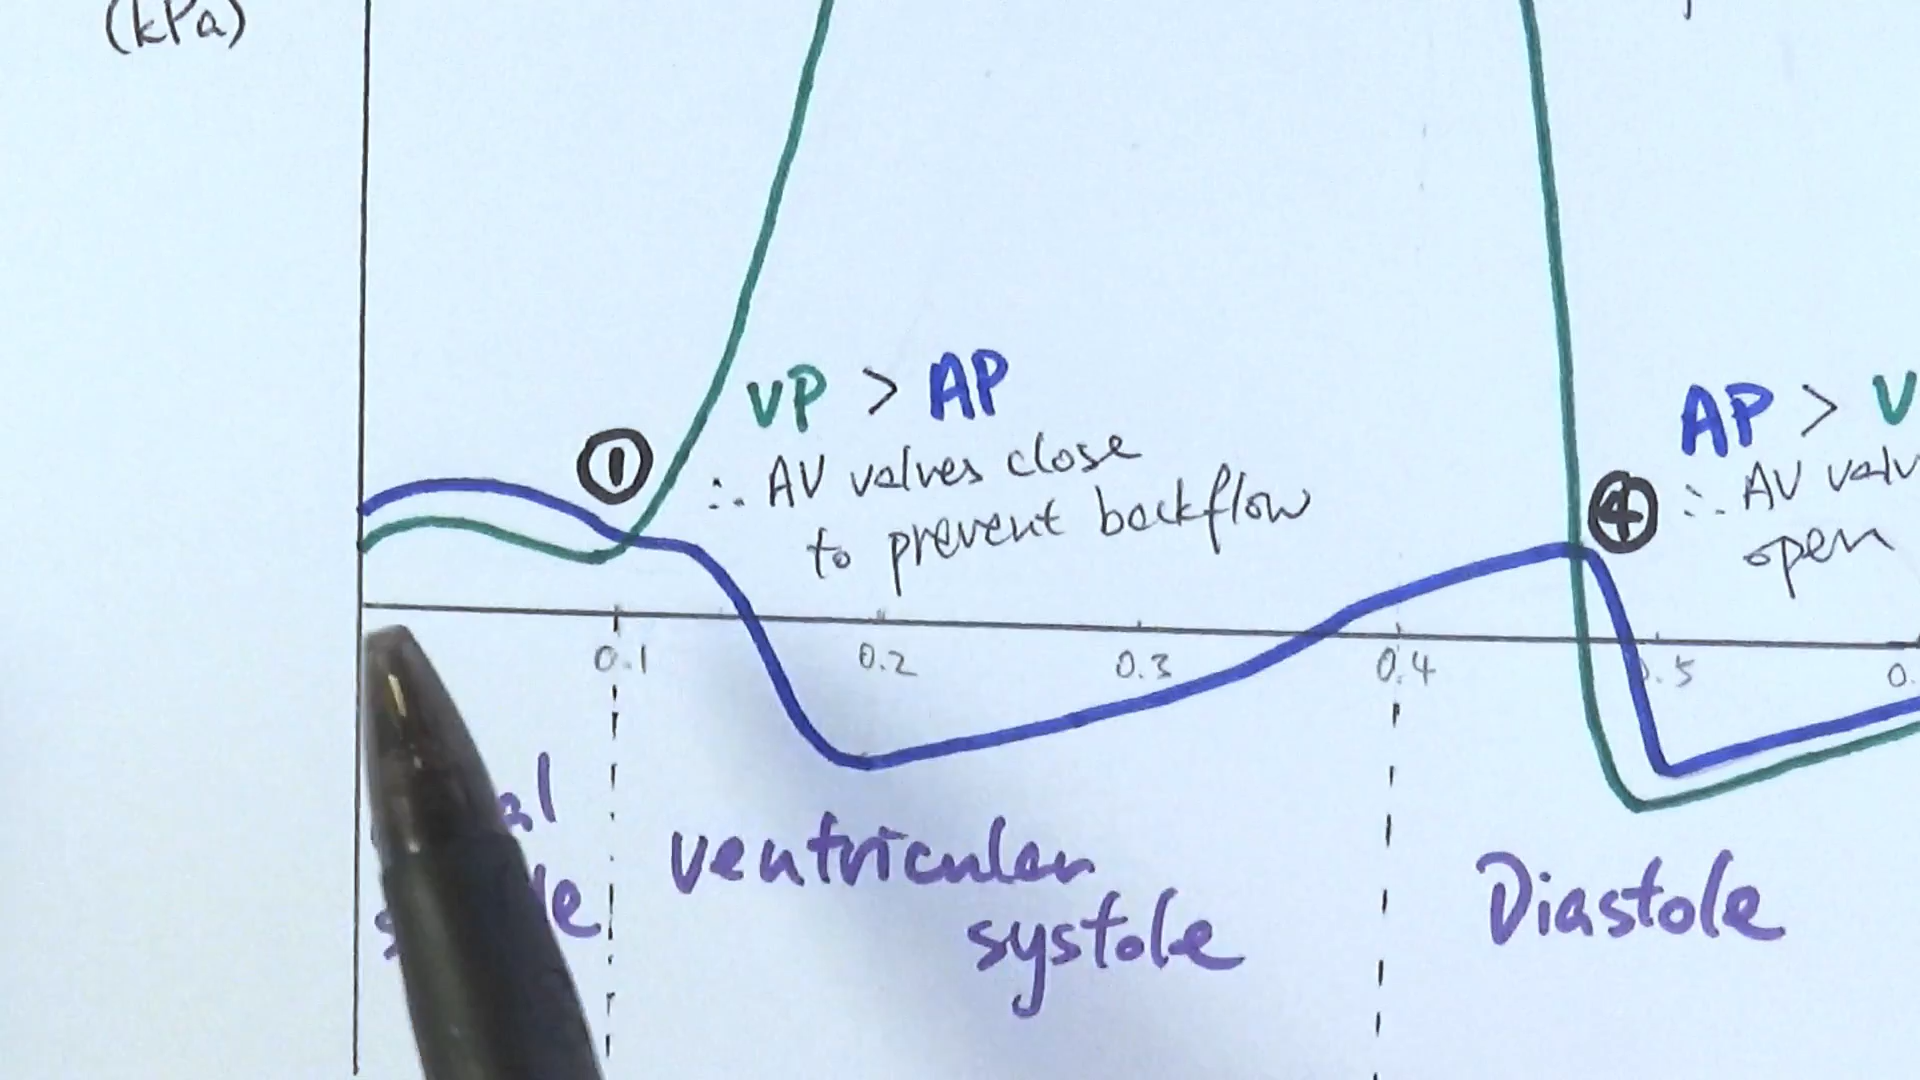 (kPa)
VP > AP
∴ AV valves close
to prevent backflow
①
AP > V
∴ AV valv
open
④
0.1
0.2
0.3
0.4
.5
0.
ventricular
systole
Diastole